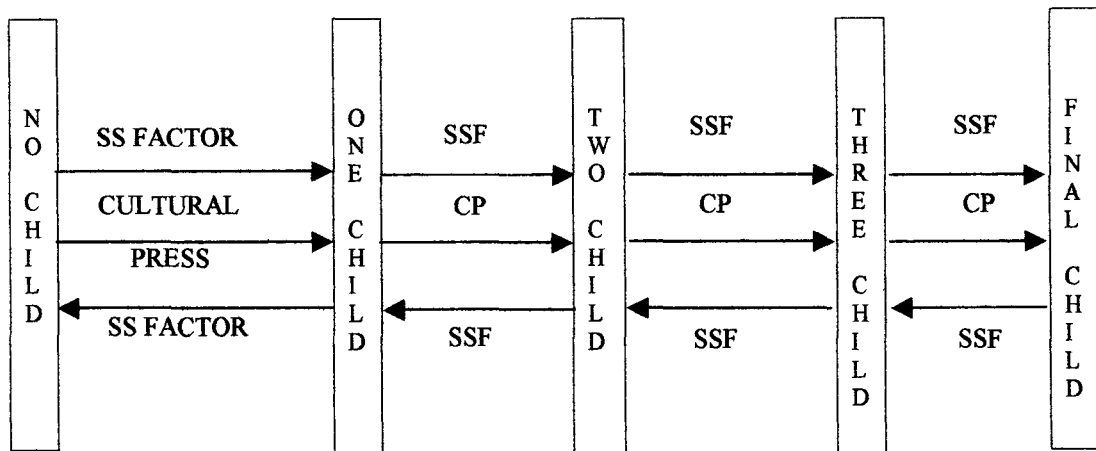 NO CHILD
SS FACTOR
CULTURAL
PRESS
SS FACTOR
ONE CHILD
SSF
CP
SSF
TWO CHILD
SSF
CP
SSF
THREE CHILD
SSF
CP
SSF
FINAL CHILD